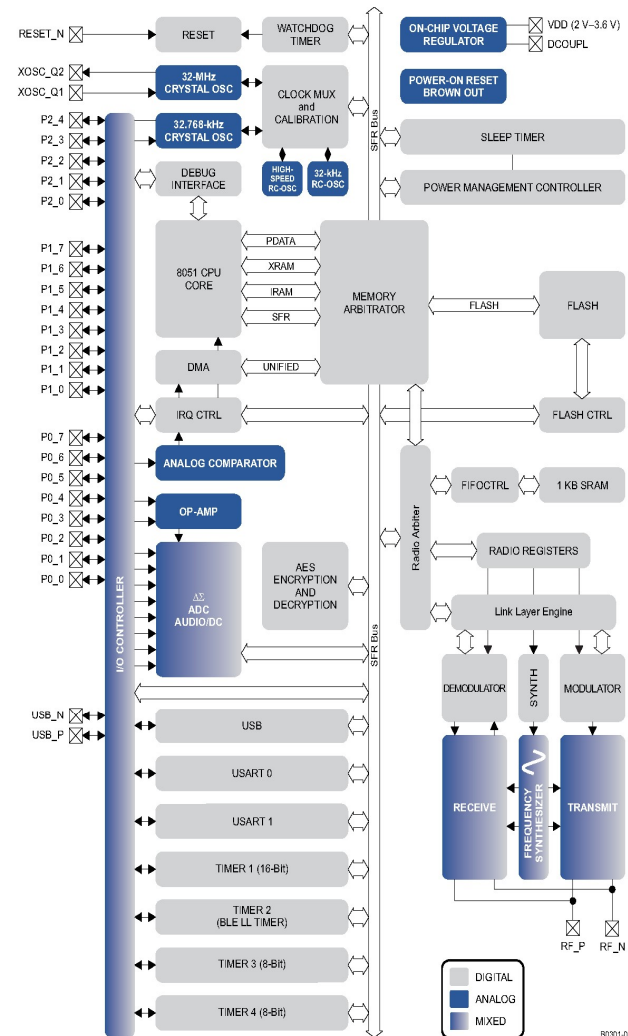 RESET_N
RESET
WATCHDOG
TIMER
ON-CHIP VOLTAGE
REGULATOR
VDD (2 V–3.6 V)
DCOUPL
XOSC_Q2
XOSC_Q1
32-MHz
CRYSTAL OSC
CLOCK MUX
and
CALIBRATION
SFR Bus
POWER-ON RESET
BROWN OUT
P2_4
P2_3
P2_2
P2_1
P2_0
32.768-kHz
CRYSTAL OSC
SLEEP TIMER
DEBUG
INTERFACE
HIGH-
SPEED
RC-OSC
32-kHz
RC-OSC
POWER MANAGEMENT CONTROLLER
P1_7
P1_6
P1_5
P1_4
P1_3
P1_2
P1_1
P1_0
8051 CPU
CORE
PDATA
XRAM
IRAM
SFR
MEMORY
ARBITRATOR
FLASH
FLASH
DMA
UNIFIED
IRQ CTRL
FLASH CTRL
P0_7
P0_6
P0_5
P0_4
P0_3
P0_2
P0_1
P0_0
ANALOG COMPARATOR
OP-AMP
Radio Arbiter
FIFOCTRL
1 KB SRAM
I/O CONTROLLER
ΔΣ
ADC
AUDIO/DC
AES
ENCRYPTION
AND
DECRYPTION
RADIO REGISTERS
Link Layer Engine
SFR Bus
DEMODULATOR
SYNTH
MODULATOR
USB_N
USB_P
USB
USART 0
USART 1
RECEIVE
FREQUENCY
SYNTHESIZER
TRANSMIT
TIMER 1 (16-Bit)
TIMER 2
(BLE LL TIMER)
RF_P
RF_N
TIMER 3 (8-Bit)
TIMER 4 (8-Bit)
DIGITAL
ANALOG
MIXED